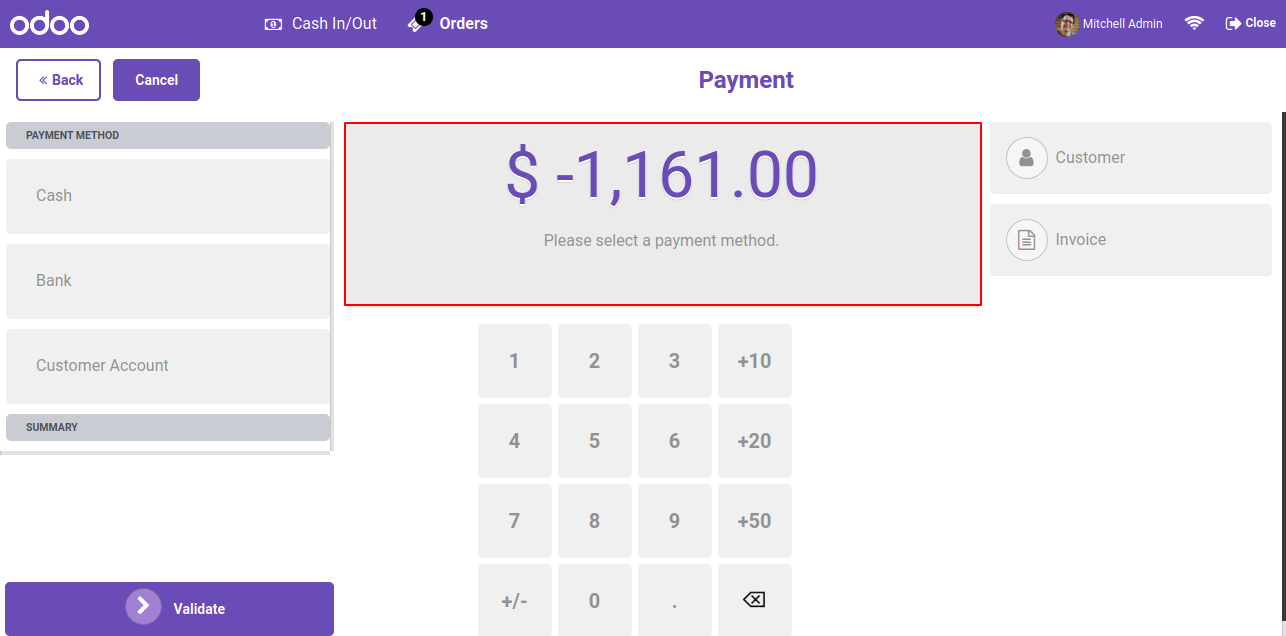 odoo
Cash In/Out
1
Orders
Mitchell Admin
Close
« Back
Cancel
Payment
PAYMENT METHOD
Cash
Bank
Customer Account
SUMMARY
Validate
$ -1,161.00
Please select a payment method.
1 2 3 +10
4 5 6 +20
7 8 9 +50
+/- 0 .
Customer
Invoice